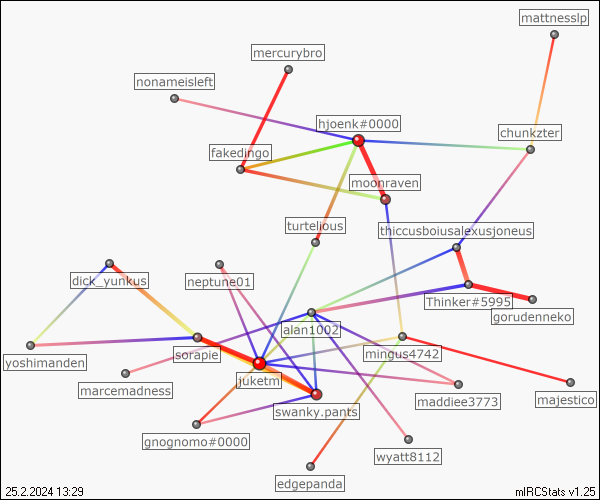 mattnesslp
mercurybro
nonameisleft
hjoenk#0000
chunkzter
fakedingo
moonraven
turtelious
thiccusboiusalexusjoneus
dick_yunkus
neptune01
Thinker#5995
gorudenneko
alan1002
yoshimanden
sorapie
mingus4742
marcemadness
juketm
swanky.pants
maddiee3773
majestico
gnognomo#0000
wyatt8112
edgepanda
25.2.2024 13:29
mIRCStats v1.25